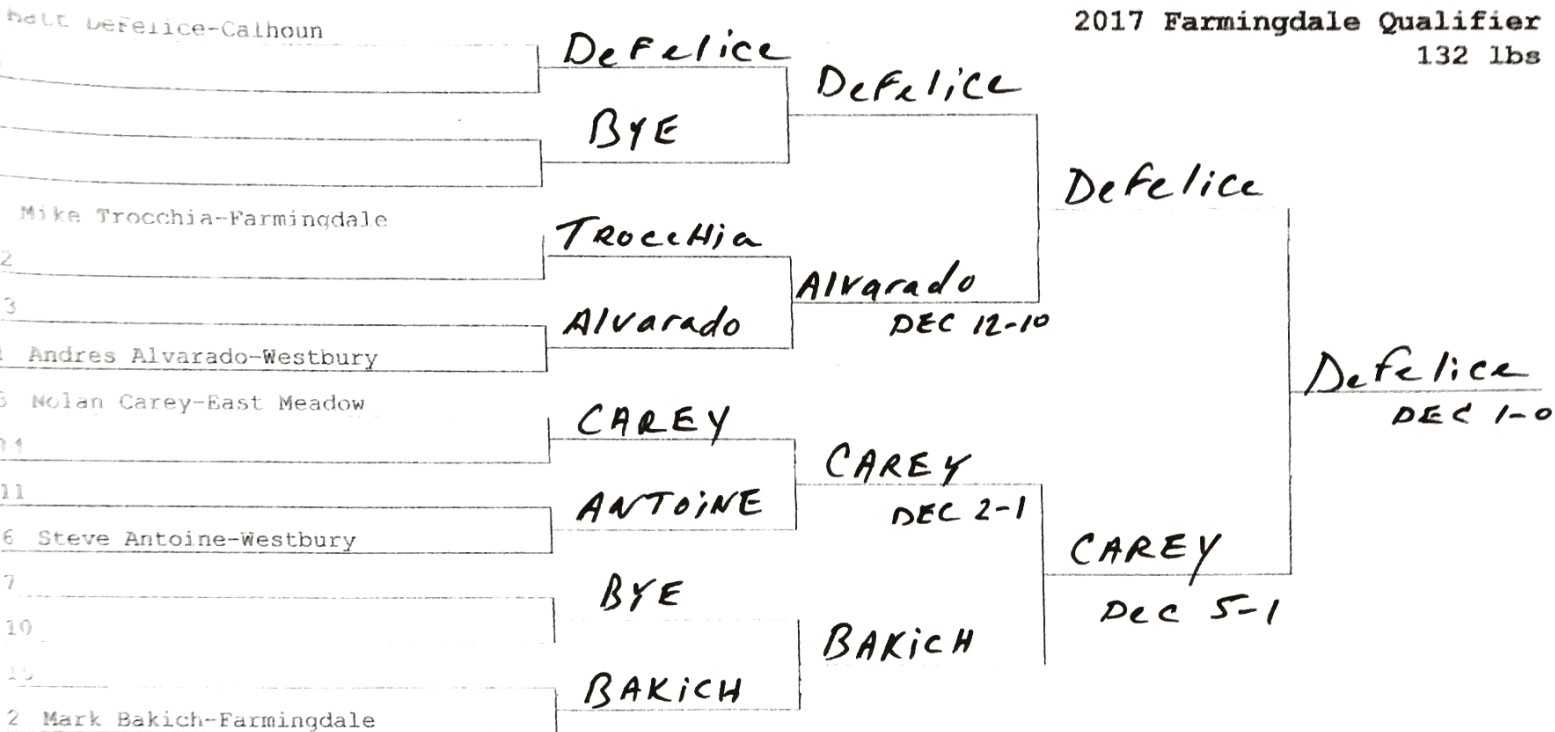 2017 Farmingdale Qualifier
132 lbs
Matt DeFelice-Calhoun
DeFelice
DeFelice
BYE
DeFelice
Mike Trocchia-Farmingdale
TROCCHia
2
Alvarado
DEC 12-10
3
Alvarado
Andres Alvarado-Westbury
DeFelice
DEC 1-0
Nolan Carey-East Meadow
CAREY
CAREY
DEC 2-1
11
ANTOiNE
6 Steve Antoine-Westbury
CAREY
DEC 5-1
7
BYE
10
BAKiCH
BAKiCH
2 Mark Bakich-Farmingdale